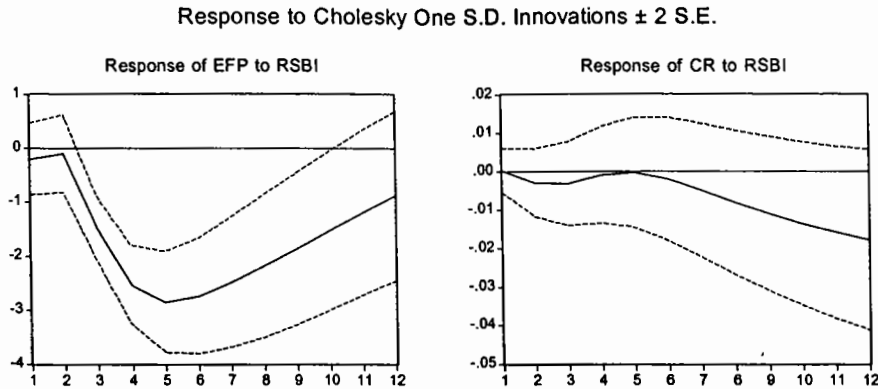 Response to Cholesky One S.D. Innovations ± 2 S.E.
Response of EFP to RSBI
1
0
-1
-2
-3
-4
1 2 3 4 5 6 7 8 9 10 11 12
Response of CR to RSBI
.02
.01
.00
-.01
-.02
-.03
-.04
-.05
1 2 3 4 5 6 7 8 9 10 11 12